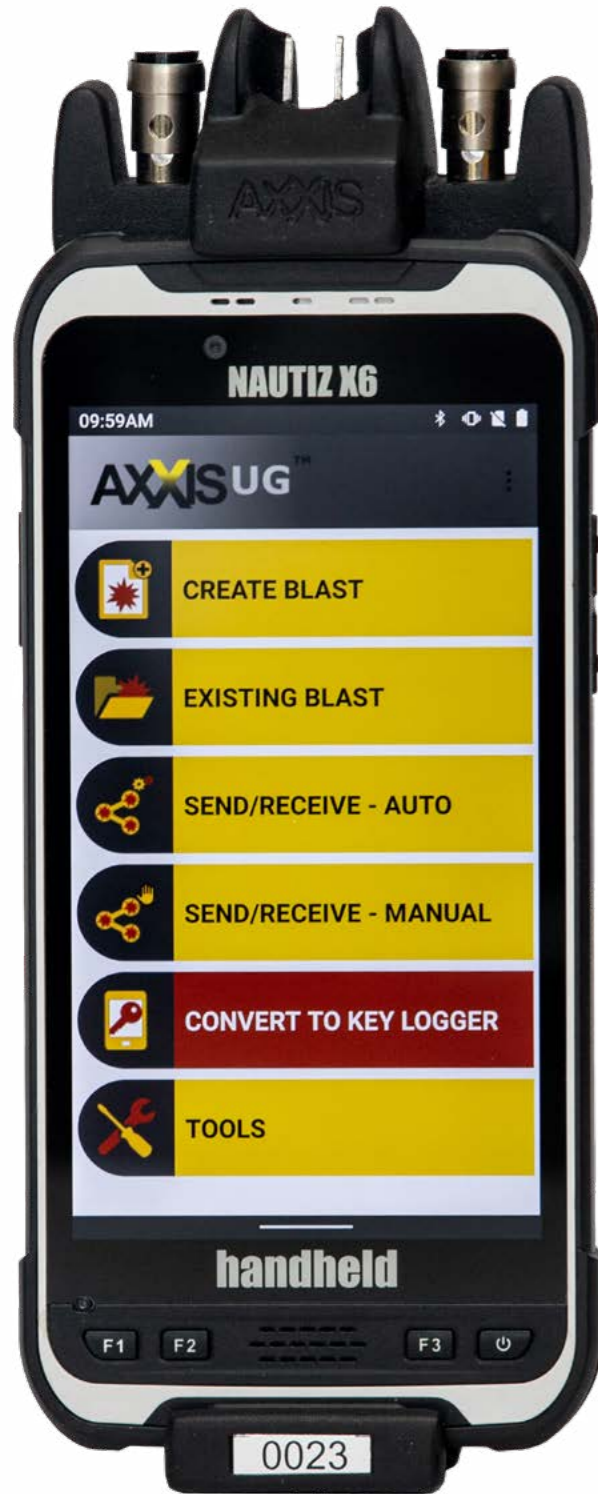 AXXIS
NAUTIZ X6
09:59AM
AXXIS UG™
CREATE BLAST
EXISTING BLAST
SEND/RECEIVE - AUTO
SEND/RECEIVE - MANUAL
CONVERT TO KEY LOGGER
TOOLS
handheld
F1 F2 F3
0023